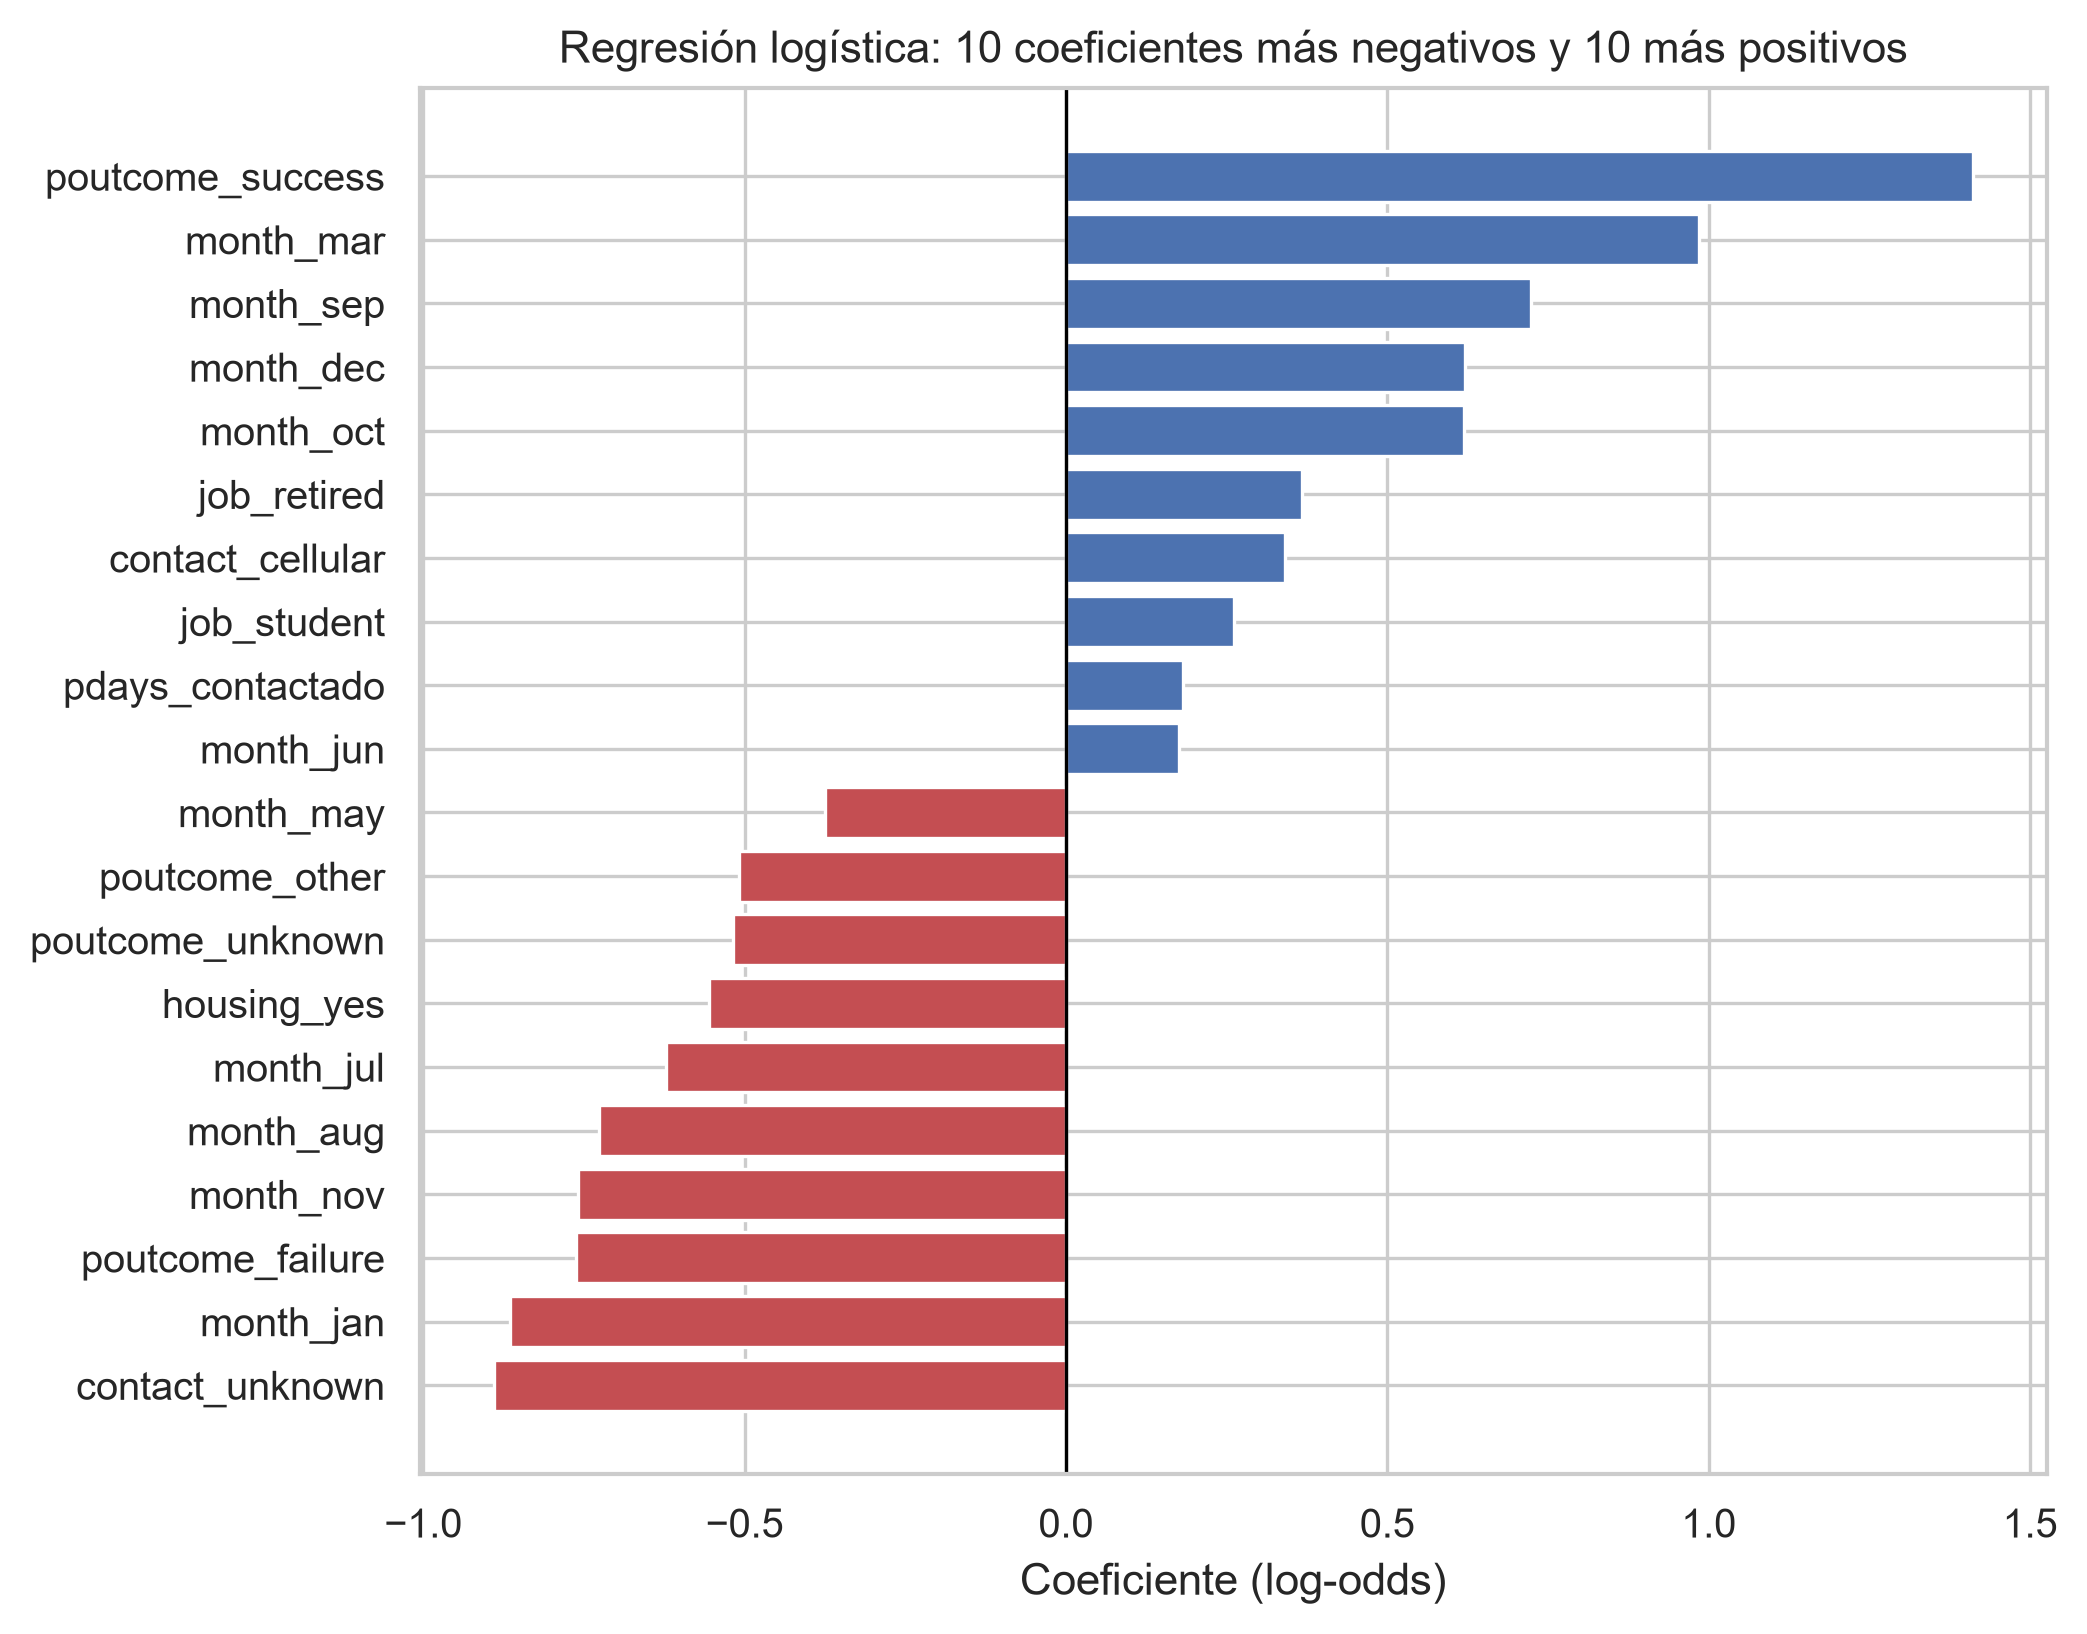 Regresión logística: 10 coeficientes más negativos y 10 más positivos
poutcome_success
month_mar
month_sep
month_dec
month_oct
job_retired
contact_cellular
job_student
pdays_contactado
month_jun
month_may
poutcome_other
poutcome_unknown
housing_yes
month_jul
month_aug
month_nov
poutcome_failure
month_jan
contact_unknown
−1.0 −0.5 0.0 0.5 1.0 1.5
Coeficiente (log-odds)